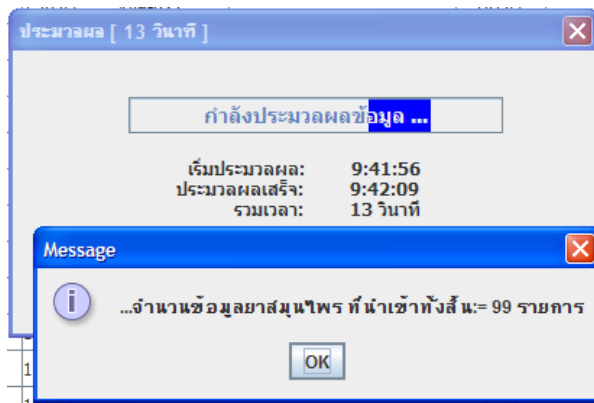 ประมวลผล [ 13 วินาที ]
กำลังประมวลผลข้อมูล ...
เริ่มประมวลผล: 9:41:56
ประมวลผลเสร็จ: 9:42:09
รวมเวลา: 13 วินาที
Message
...จำนวนข้อมูลยาสมุนไพร ที่นำเข้าทั้งสิ้น:= 99 รายการ
OK
1